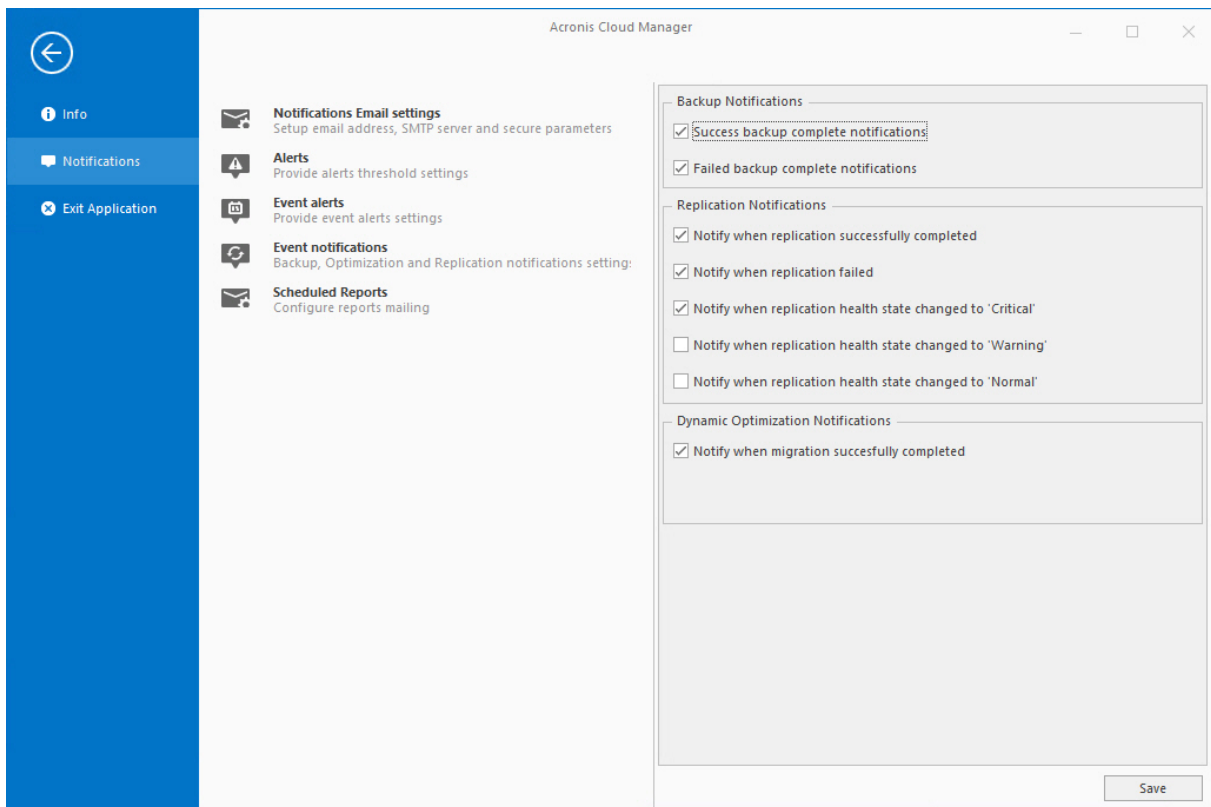 Acronis Cloud Manager
Info
Notifications
Exit Application
Notifications Email settings
Setup email address, SMTP server and secure parameters
Alerts
Provide alerts threshold settings
Event alerts
Provide event alerts settings
Event notifications
Backup, Optimization and Replication notifications setting:
Scheduled Reports
Configure reports mailing
Backup Notifications
Success backup complete notifications
Failed backup complete notifications
Replication Notifications
Notify when replication successfully completed
Notify when replication failed
Notify when replication health state changed to 'Critical'
Notify when replication health state changed to 'Warning'
Notify when replication health state changed to 'Normal'
Dynamic Optimization Notifications
Notify when migration succesfully completed
Save